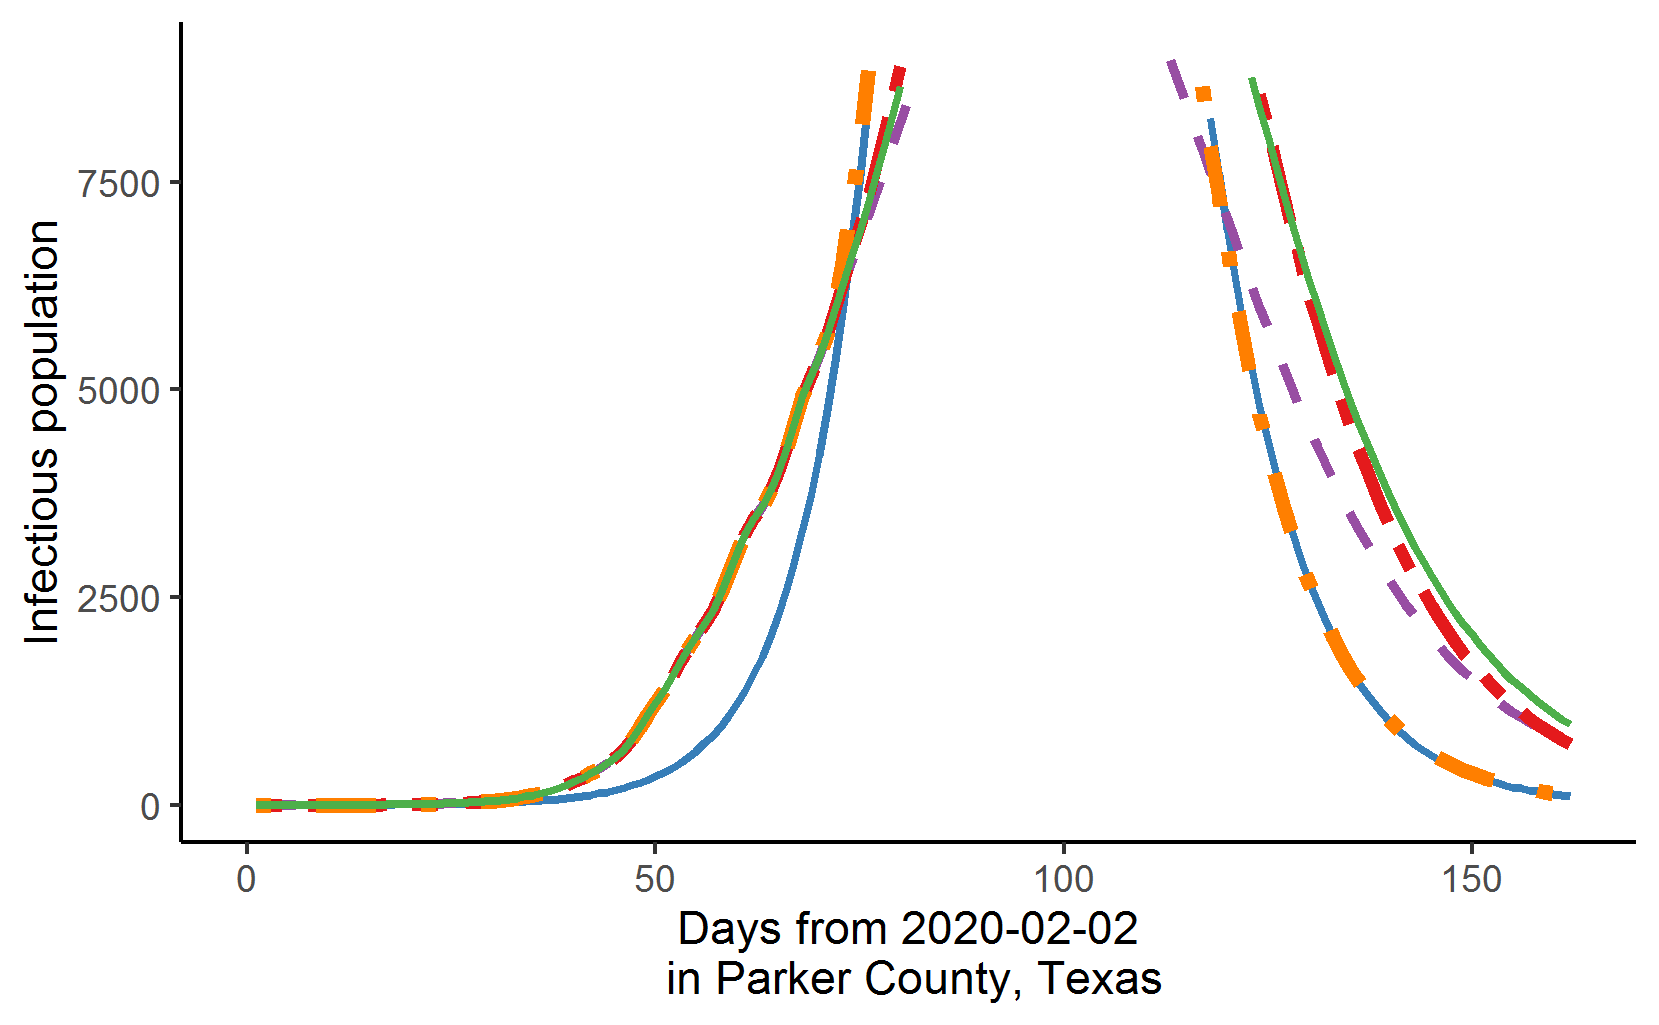 Infectious population
7500
5000
2500
0
0 50 100 150
Days from 2020-02-02
in Parker County, Texas